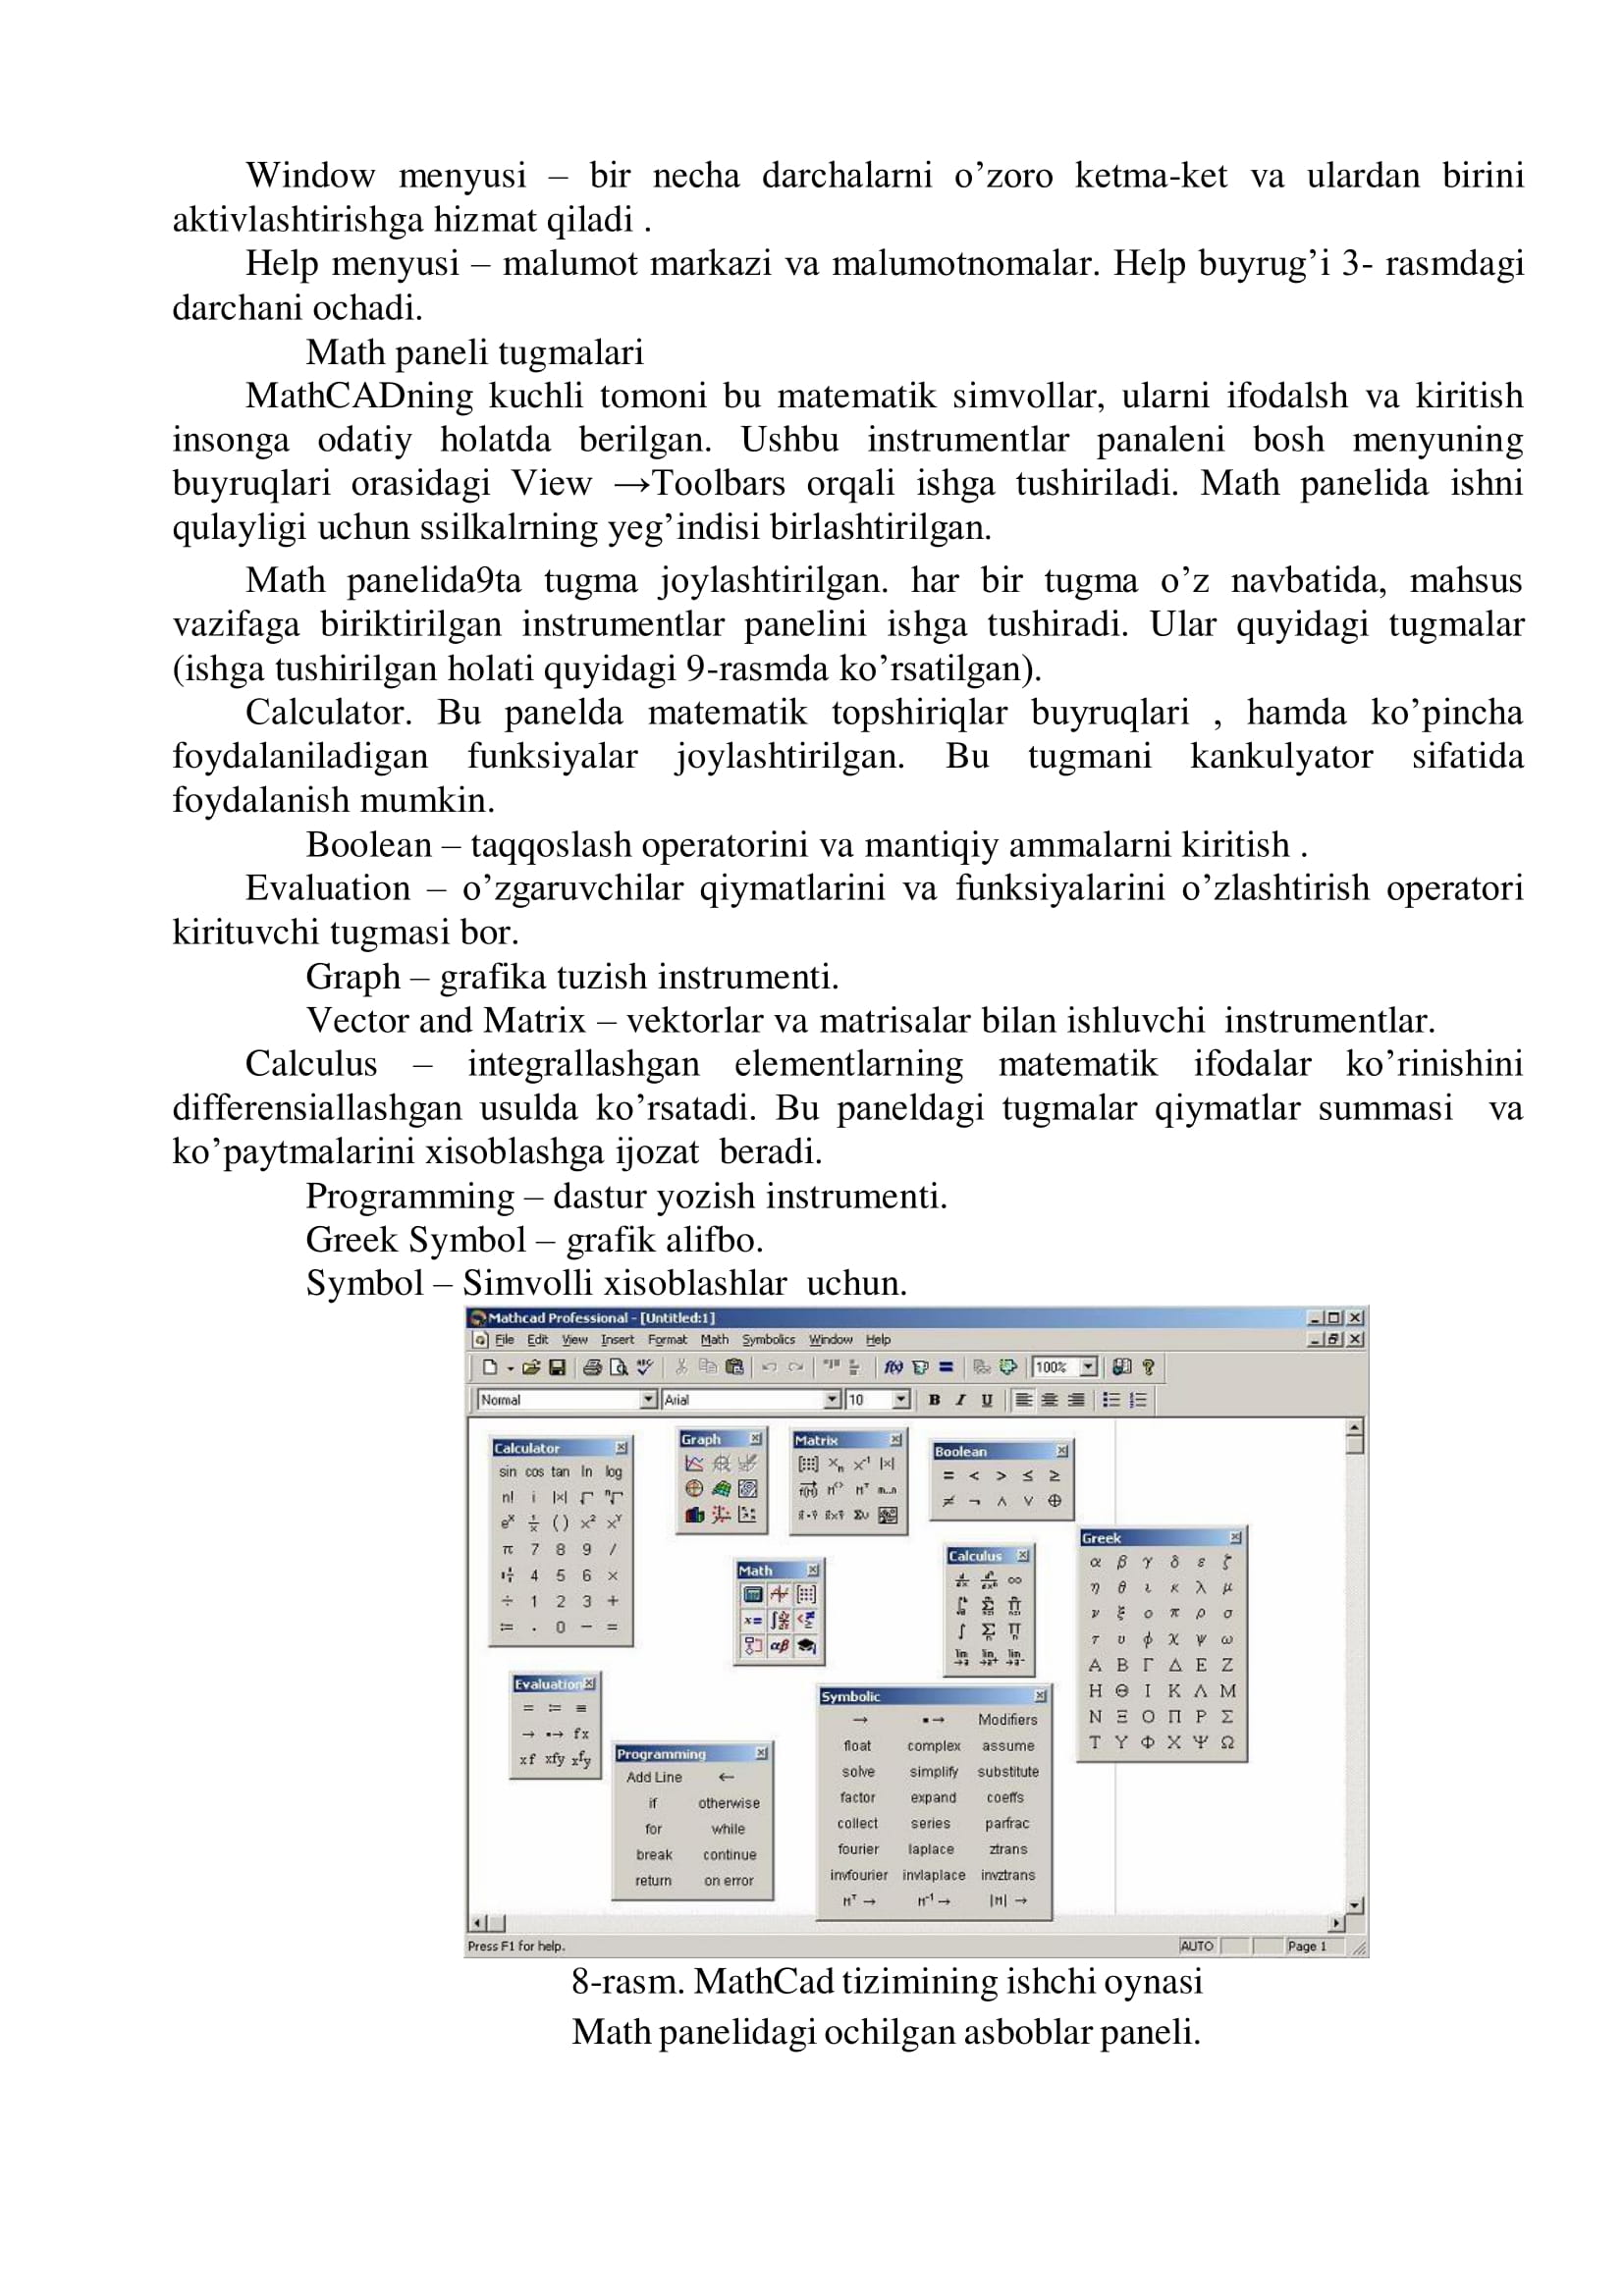 Window menyusi – bir necha darchalarni o’zoro ketma-ket va ulardan birini
aktivlashtirishga hizmat qiladi .
Help menyusi – malumot markazi va malumotnomalar. Help buyrug’i 3- rasmdagi
darchani ochadi.
Math paneli tugmalari
MathCADning kuchli tomoni bu matematik simvollar, ularni ifodalsh va kiritish
insonga odatiy holatda berilgan. Ushbu instrumentlar panaleni bosh menyuning
buyruqlari orasidagi View →Toolbars orqali ishga tushiriladi. Math panelida ishni
qulayligi uchun ssilkalrning yeg’indisi birlashtirilgan.
Math panelida9ta tugma joylashtirilgan. har bir tugma o’z navbatida, mahsus
vazifaga biriktirilgan instrumentlar panelini ishga tushiradi. Ular quyidagi tugmalar
(ishga tushirilgan holati quyidagi 9-rasmda ko’rsatilgan).
Calculator. Bu panelda matematik topshiriqlar buyruqlari , hamda ko’pincha
foydalaniladigan funksiyalar joylashtirilgan. Bu tugmani kankulyator sifatida
foydalanish mumkin.
Boolean – taqqoslash operatorini va mantiqiy ammalarni kiritish .
Evaluation – o’zgaruvchilar qiymatlarini va funksiyalarini o’zlashtirish operatori
kirituvchi tugmasi bor.
Graph – grafika tuzish instrumenti.
Vector and Matrix – vektorlar va matrisalar bilan ishluvchi instrumentlar.
Calculus – integrallashgan elementlarning matematik ifodalar ko’rinishini
differensiallashgan usulda ko’rsatadi. Bu paneldagi tugmalar qiymatlar summasi va
ko’paytmalarini xisoblashga ijozat beradi.
Programming – dastur yozish instrumenti.
Greek Symbol – grafik alifbo.
Symbol – Simvolli xisoblashlar uchun.
Mathcad Professional - [Untitled:1]
File Edit View Insert Format Math Symbolics Window Help
100%
Normal Arial 10 B I U
Calculator
sin cos tan ln log
n! i |×| √ ⁿ√
eˣ 1/x ( ) x² xʸ
π 7 8 9 /
4 5 6 ×
÷ 1 2 3 +
:= . 0 − =
Graph
Matrix
Boolean
= < > ≤ ≥
≠ ¬ ∧ ∨ ⊕
Math
Calculus
Greek
α β γ δ ε ζ
η θ ι κ λ μ
ν ξ ο π ρ σ
τ υ ϕ χ ψ ω
Α Β Γ Δ Ε Ζ
Η Θ Ι Κ Λ Μ
Ν Ξ Ο Π Ρ Σ
Τ Υ Φ Χ Ψ Ω
Evaluation
= := ≡
→ ▪→ fx
xf xfy xfy
Programming
Add Line ←
if otherwise
for while
break continue
return on error
Symbolic
→ ▪→ Modifiers
float complex assume
solve simplify substitute
factor expand coeffs
collect series parfrac
fourier laplace ztrans
invfourier invlaplace invztrans
Mᵀ → M⁻¹ → |M| →
Press F1 for help. AUTO Page 1
8-rasm. MathCad tizimining ishchi oynasi
Math panelidagi ochilgan asboblar paneli.